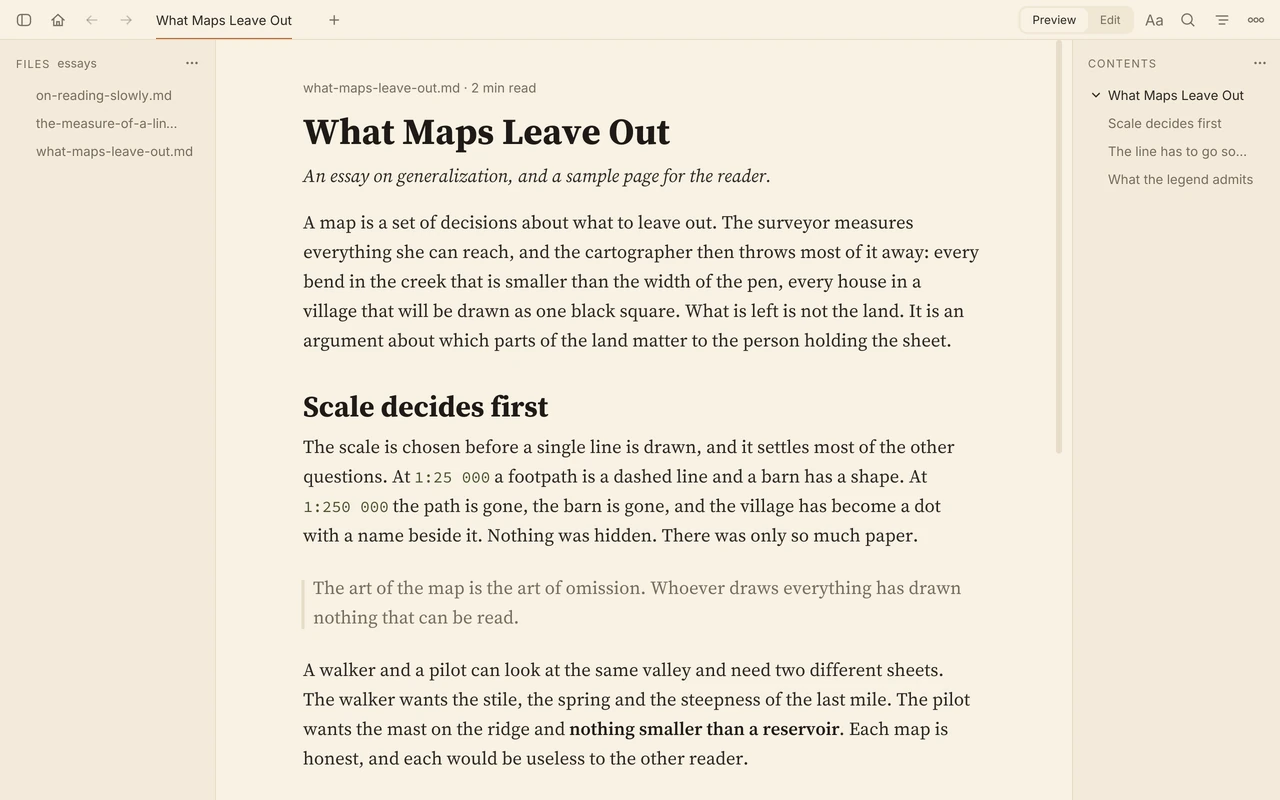 What Maps Leave Out
Preview
Edit
Aa
FILES essays
on-reading-slowly.md
the-measure-of-a-lin...
what-maps-leave-out.md
what-maps-leave-out.md · 2 min read
What Maps Leave Out
An essay on generalization, and a sample page for the reader.
A map is a set of decisions about what to leave out. The surveyor measures
everything she can reach, and the cartographer then throws most of it away: every
bend in the creek that is smaller than the width of the pen, every house in a
village that will be drawn as one black square. What is left is not the land. It is an
argument about which parts of the land matter to the person holding the sheet.
Scale decides first
The scale is chosen before a single line is drawn, and it settles most of the other
questions. At 1:25 000 a footpath is a dashed line and a barn has a shape. At
1:250 000 the path is gone, the barn is gone, and the village has become a dot
with a name beside it. Nothing was hidden. There was only so much paper.
The art of the map is the art of omission. Whoever draws everything has drawn
nothing that can be read.
A walker and a pilot can look at the same valley and need two different sheets.
The walker wants the stile, the spring and the steepness of the last mile. The pilot
wants the mast on the ridge and nothing smaller than a reservoir. Each map is
honest, and each would be useless to the other reader.
CONTENTS
What Maps Leave Out
Scale decides first
The line has to go so...
What the legend admits